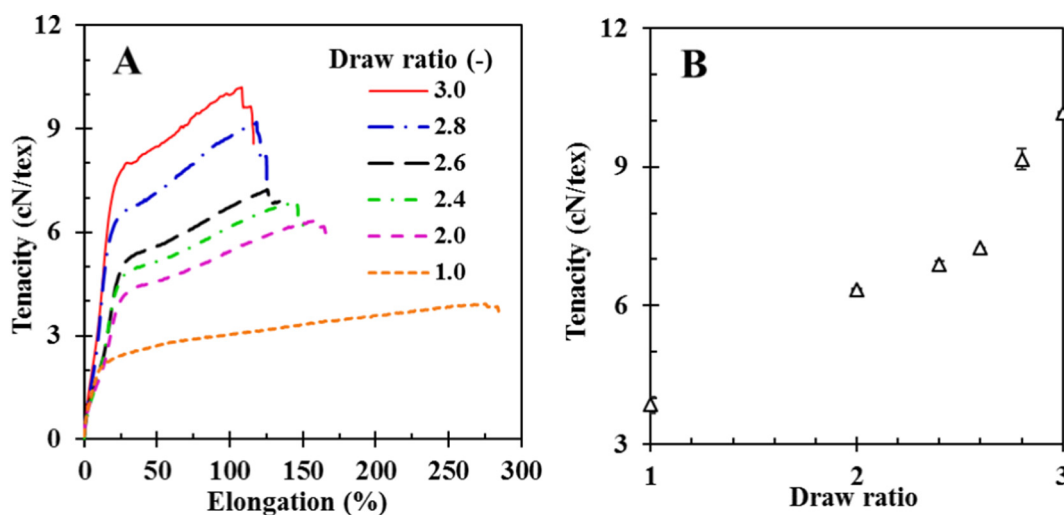 A
Draw ratio (-)
3.0
2.8
2.6
2.4
2.0
1.0
12
9
6
3
0
Tenacity (cN/tex)
0 50 100 150 200 250 300
Elongation (%)
B
12
9
6
3
Tenacity (cN/tex)
1 2 3
Draw ratio